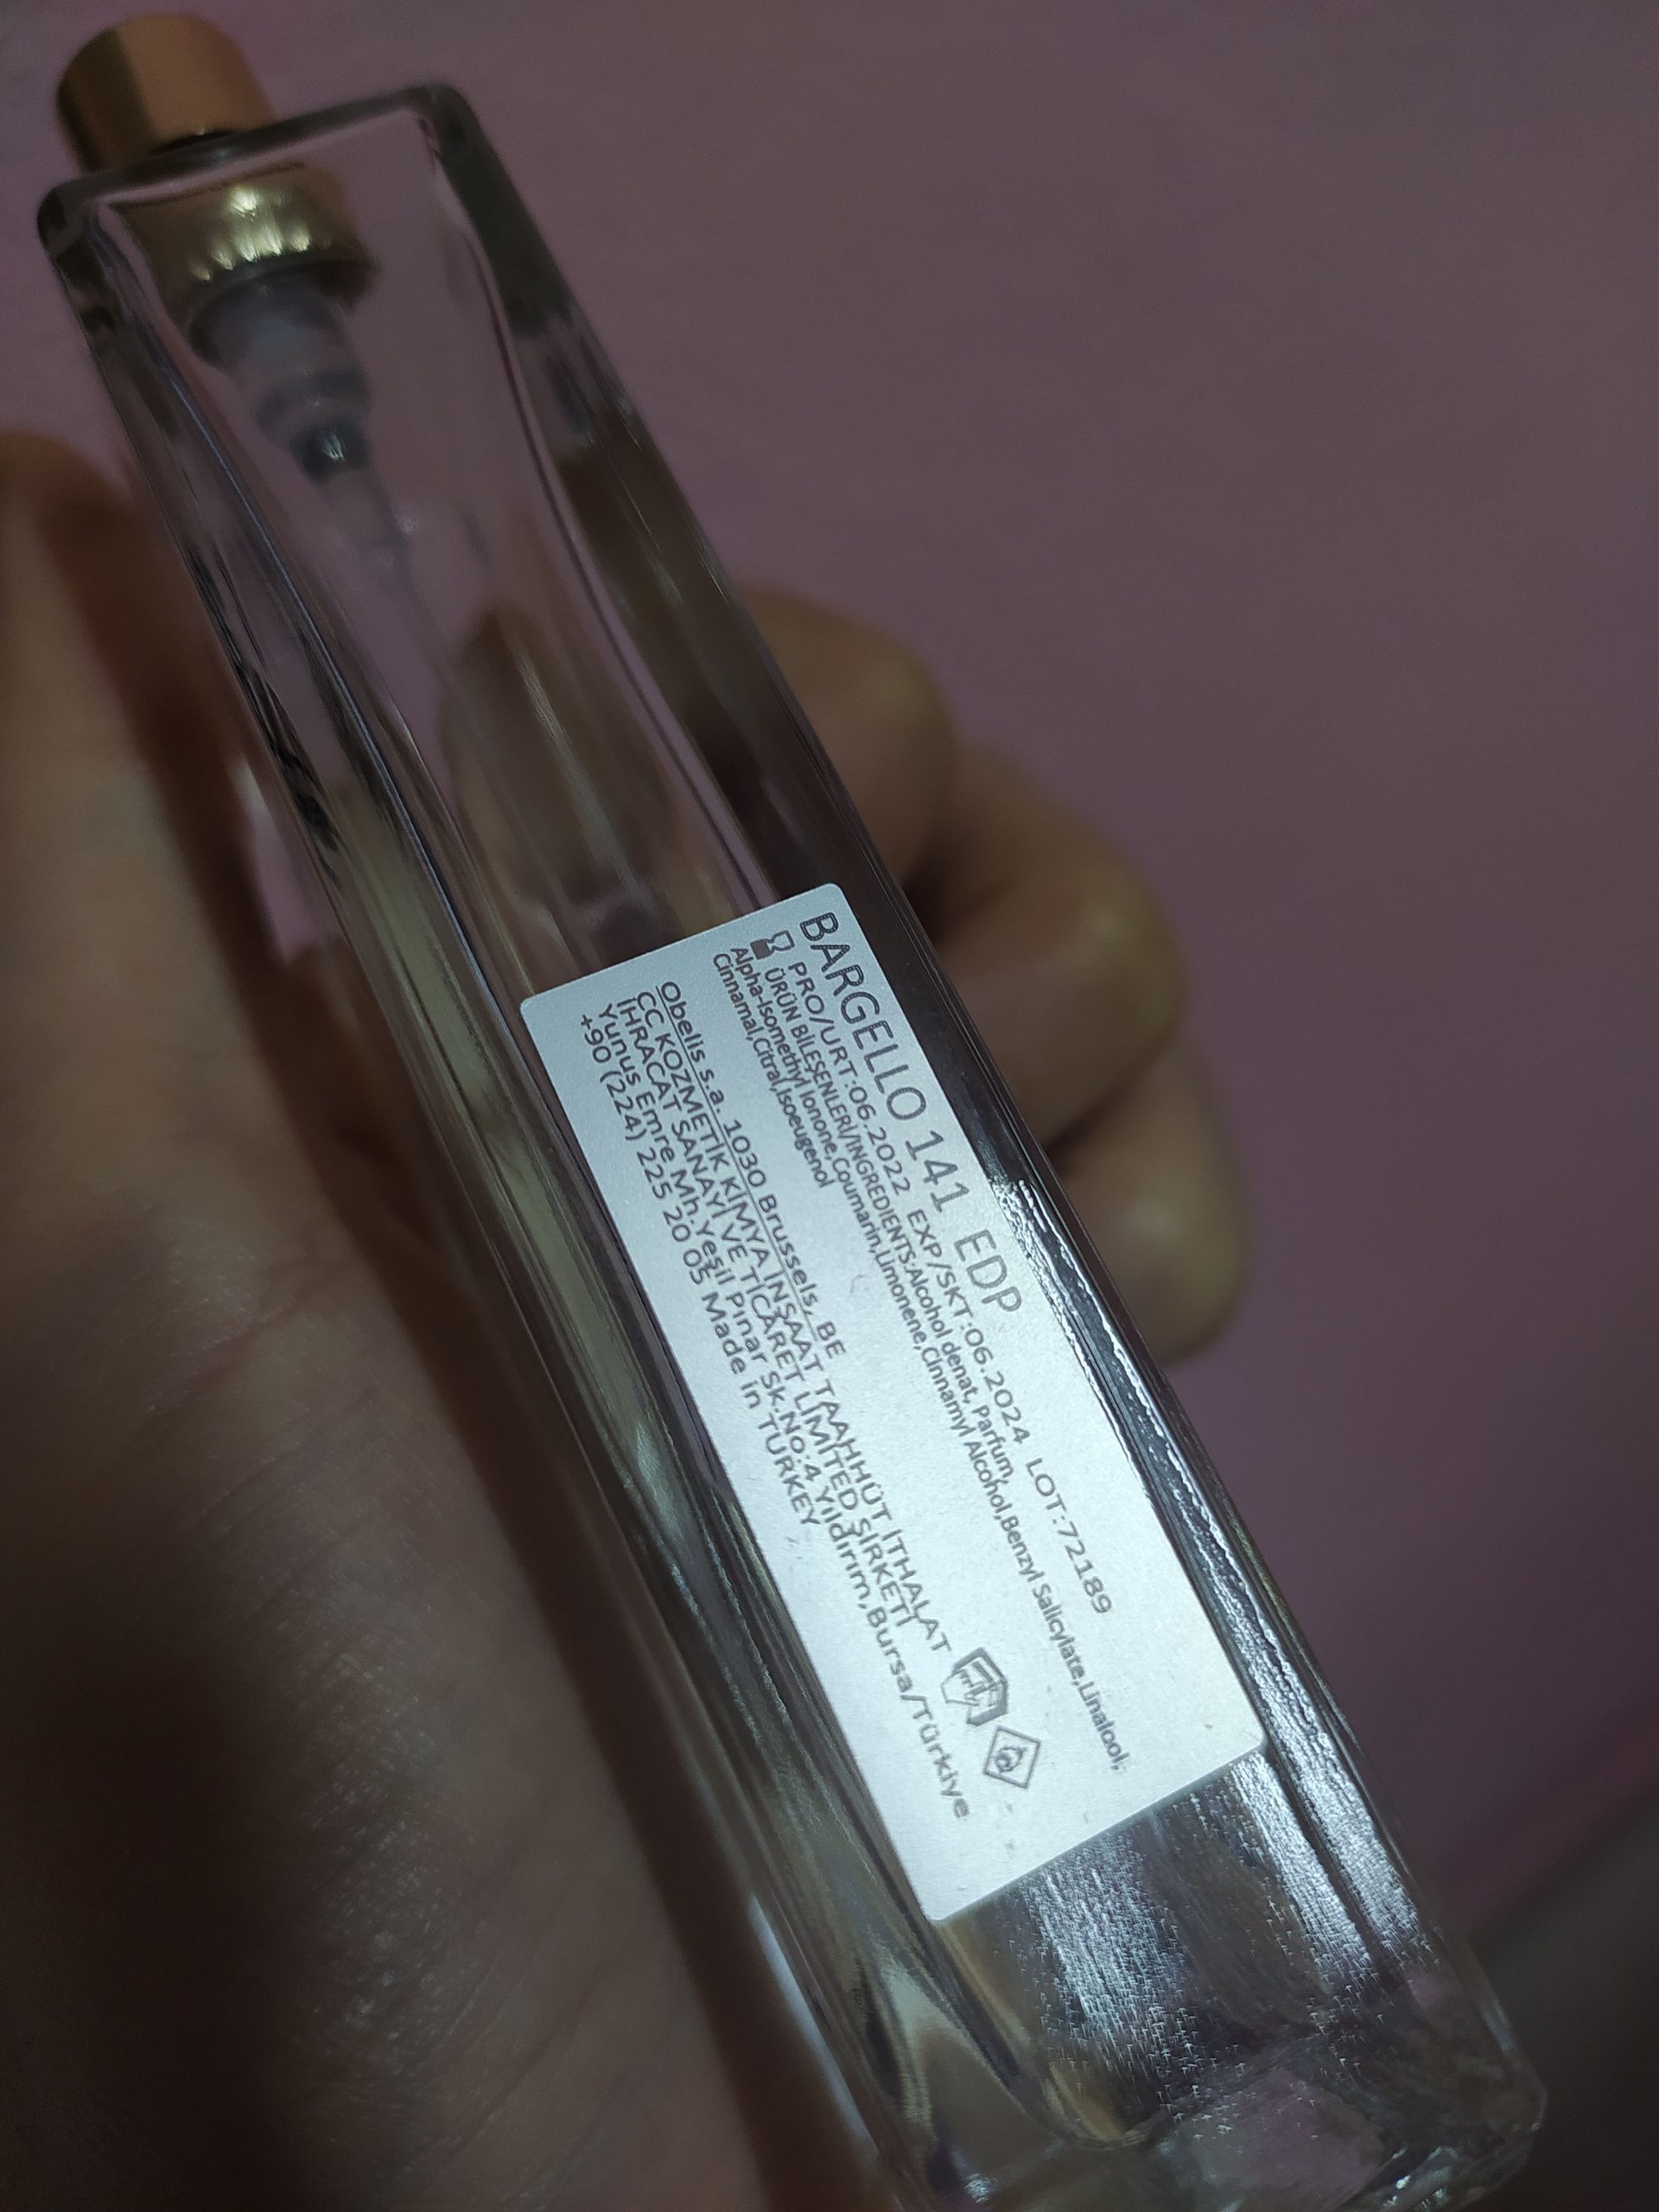 BARGELLO 141 EDP
PRO/URT:06.2022 EXP/SKT:06.2024 LOT:72189
ÜRÜN BİLEŞENLERİ/INGREDIENTS:Alcohol denat, Parfum,
Alpha-Isomethyl Ionone,Coumarin,Limonene,Cinnamyl Alcohol,Benzyl Salicylate,Linalool,
Cinnamal,Citral,Isoeugenol
Obelis s.a. 1030 Brussels, BE
CC KOZMETİK KİMYA İNŞAAT TAAHHÜT İTHALAT
İHRACAT SANAYİ VE TİCARET LİMİTED ŞİRKETİ
Yunus Emre Mh.Yeşil Pınar Sk.No:4 Yıldırım,Bursa/Türkiye
+90 (224) 225 20 05 Made in TURKEY